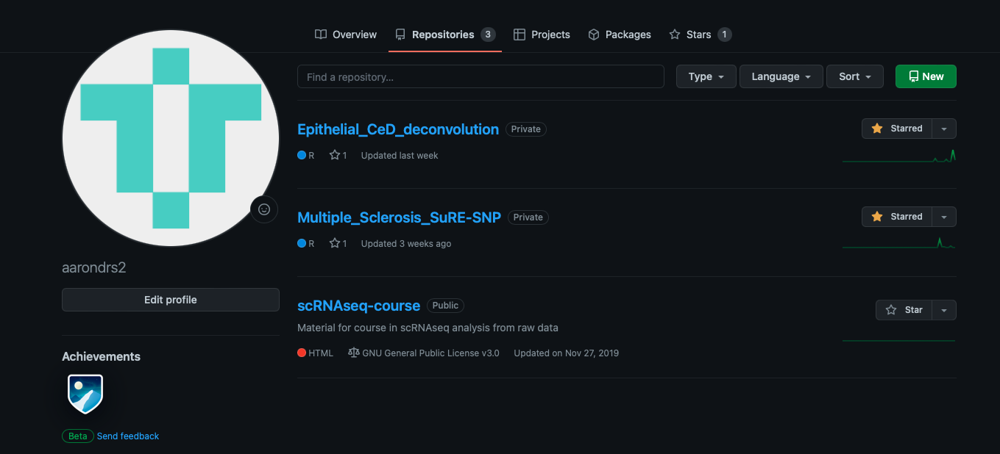 Overview Repositories 3 Projects Packages Stars 1
Find a repository... Type Language Sort New
Epithelial_CeD_deconvolution Private Starred
R 1 Updated last week
Multiple_Sclerosis_SuRE-SNP Private Starred
R 1 Updated 3 weeks ago
scRNAseq-course Public Star
Material for course in scRNAseq analysis from raw data
HTML GNU General Public License v3.0 Updated on Nov 27, 2019
aarondrs2
Edit profile
Achievements
Beta Send feedback